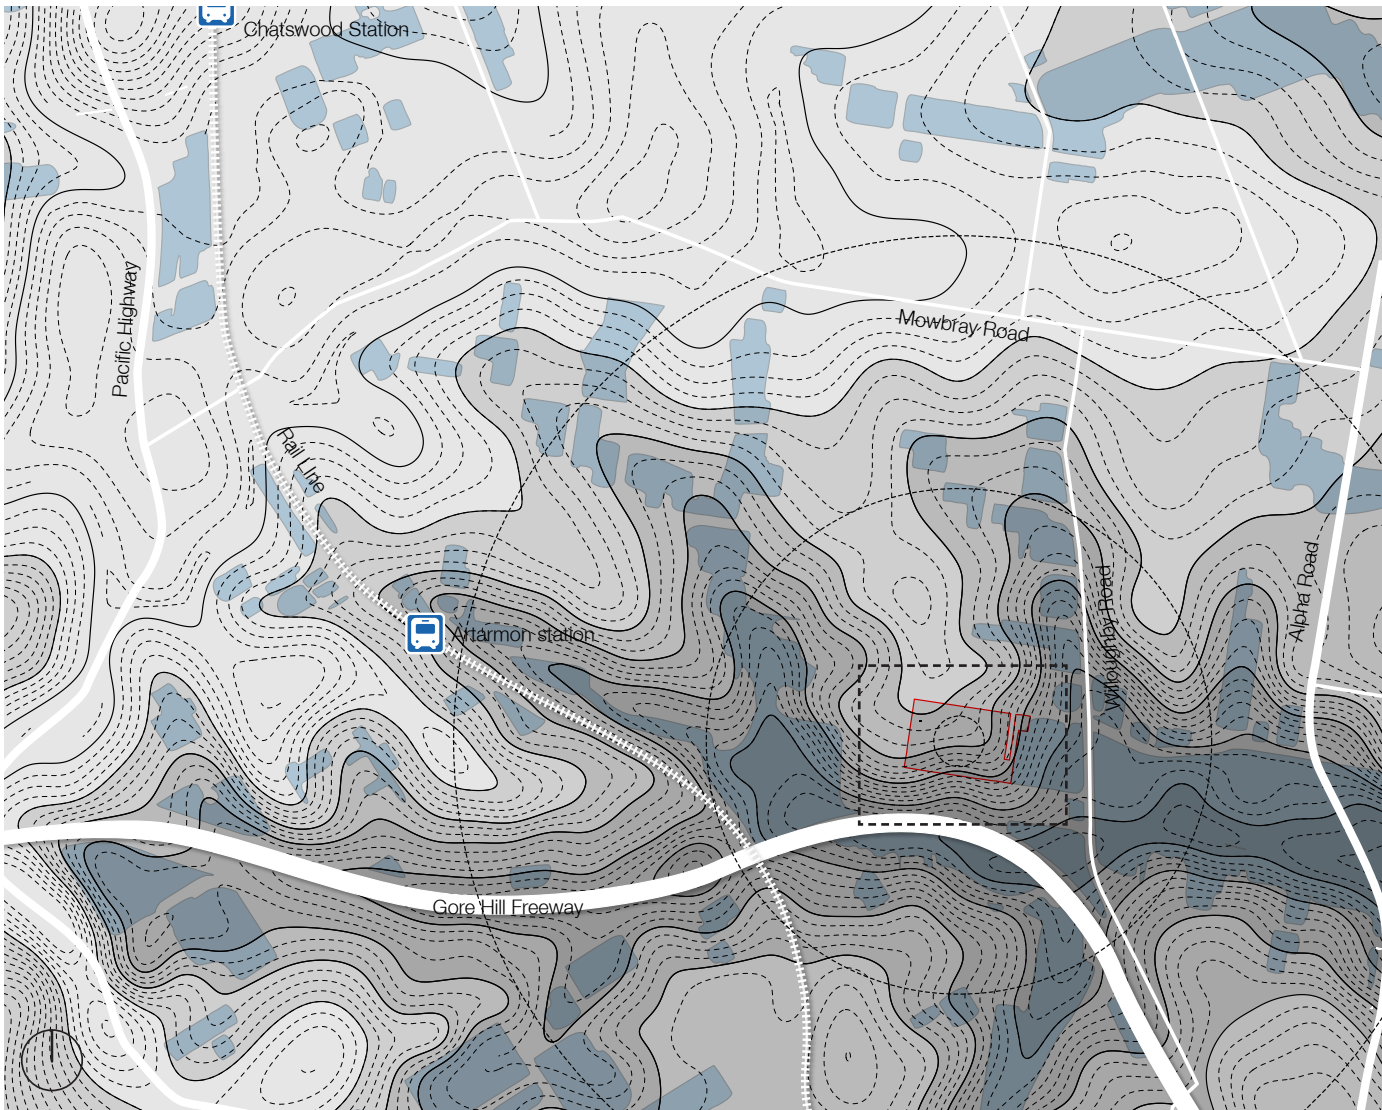 Chatswood Station
Pacific Highway
Mowbray Road
Rail Line
Alpha Road
Willoughby Road
Artarmon station
Gore Hill Freeway